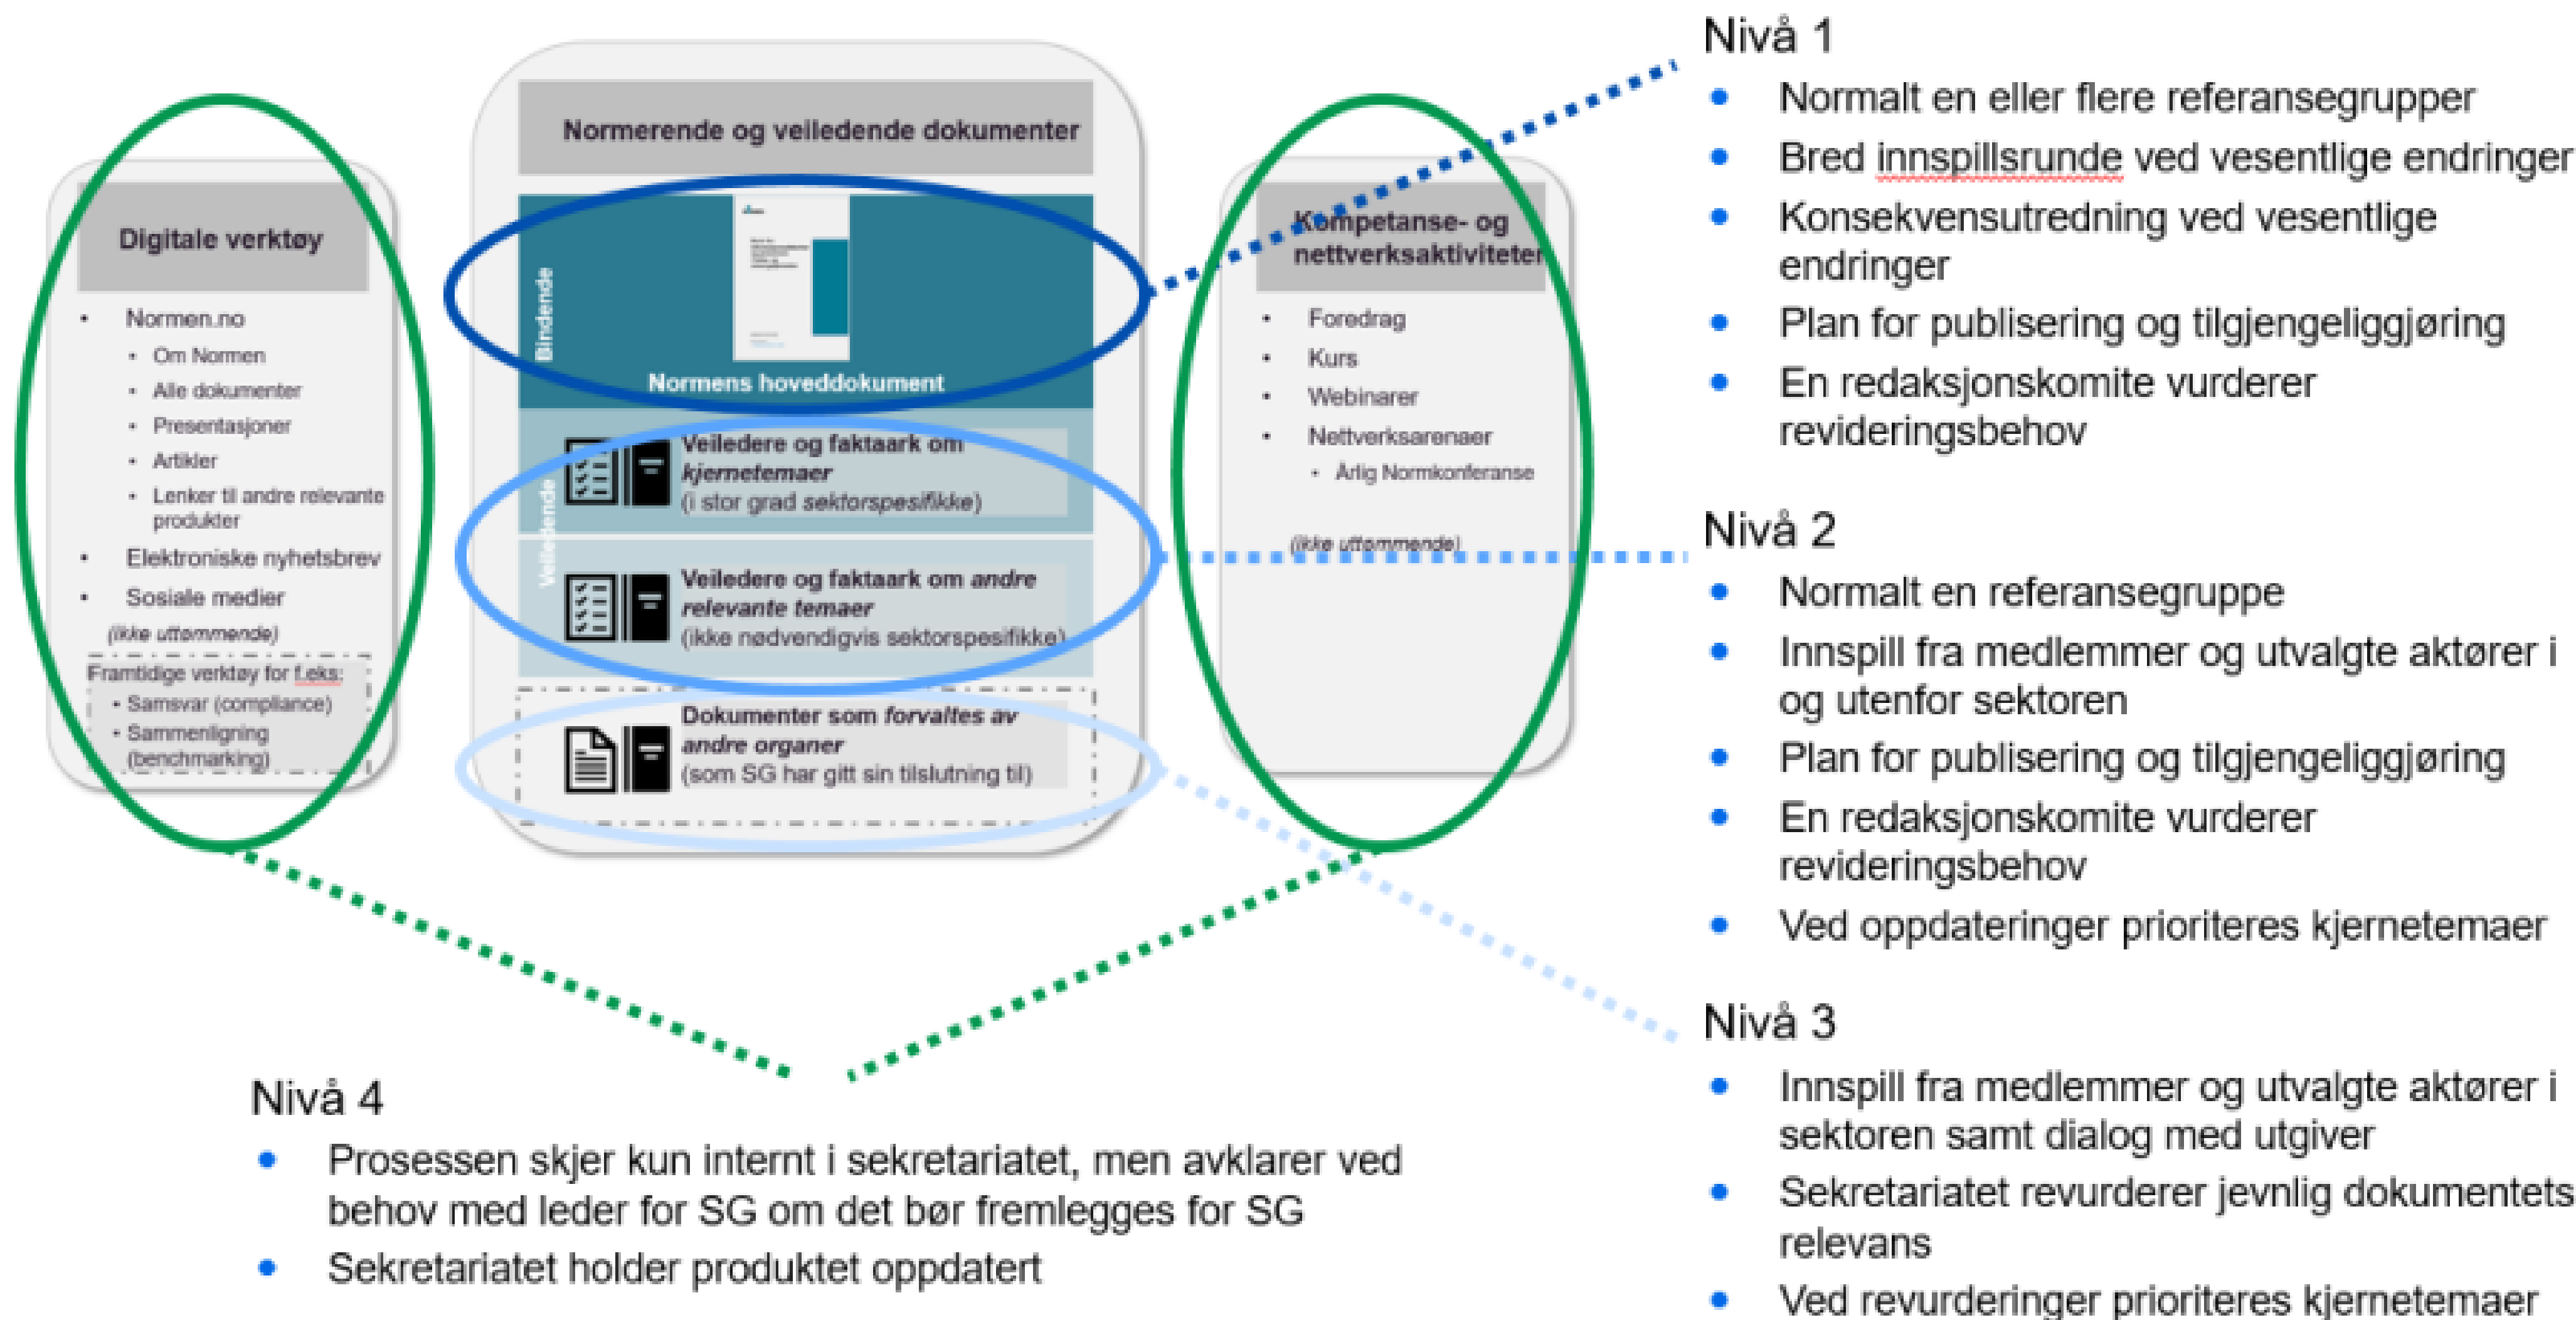 Digitale verktøy
• Normen.no
• Om Normen
• Alle dokumenter
• Presentasjoner
• Artikler
• Lenker til andre relevante
produkter
• Elektroniske nyhetsbrev
• Sosiale medier
(ikke uttømmende)
Framtidige verktøy for f.eks:
• Samsvar (compliance)
• Sammenligning
(benchmarking)
Normerende og veiledende dokumenter
Bindende
Normens hoveddokument
Veiledende
Veiledere og faktaark om
kjernetemaer
(i stor grad sektorspesifikke)
Veiledere og faktaark om andre
relevante temaer
(ikke nødvendigvis sektorspesifikke)
Dokumenter som forvaltes av
andre organer
(som SG har gitt sin tilslutning til)
Kompetanse- og
nettverksaktiviteter
• Foredrag
• Kurs
• Webinarer
• Nettverksarenaer
• Årlig Normkonferanse
(ikke uttømmende)
Nivå 1
• Normalt en eller flere referansegrupper
• Bred innspillsrunde ved vesentlige endringer
• Konsekvensutredning ved vesentlige
endringer
• Plan for publisering og tilgjengeliggjøring
• En redaksjonskomite vurderer
revideringsbehov
Nivå 2
• Normalt en referansegruppe
• Innspill fra medlemmer og utvalgte aktører i
og utenfor sektoren
• Plan for publisering og tilgjengeliggjøring
• En redaksjonskomite vurderer
revideringsbehov
• Ved oppdateringer prioriteres kjernetemaer
Nivå 3
• Innspill fra medlemmer og utvalgte aktører i
sektoren samt dialog med utgiver
• Sekretariatet revurderer jevnlig dokumentets
relevans
• Ved revurderinger prioriteres kjernetemaer
Nivå 4
• Prosessen skjer kun internt i sekretariatet, men avklarer ved
behov med leder for SG om det bør fremlegges for SG
• Sekretariatet holder produktet oppdatert